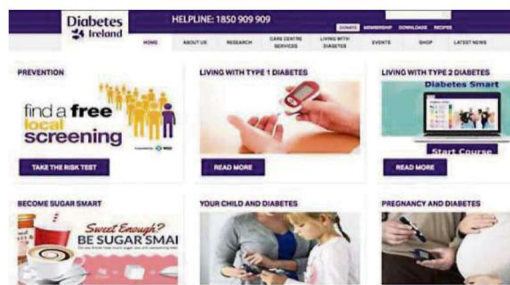 Diabetes
Ireland
HELPLINE: 1850 909 909
DONATE MEMBERSHIP DOWNLOADS RECIPES
HOME
ABOUT US
RESEARCH
CARE CENTRE
SERVICES
LIVING WITH
DIABETES
EVENTS
SHOP
LATEST NEWS
PREVENTION
find a free
local
screening
TAKE THE RISK TEST
LIVING WITH TYPE 1 DIABETES
READ MORE
LIVING WITH TYPE 2 DIABETES
Diabetes Smart
Start Course
READ MORE
BECOME SUGAR SMART
Sweet Enough?
BE SUGAR SMA
YOUR CHILD AND DIABETES
PREGNANCY AND DIABETES